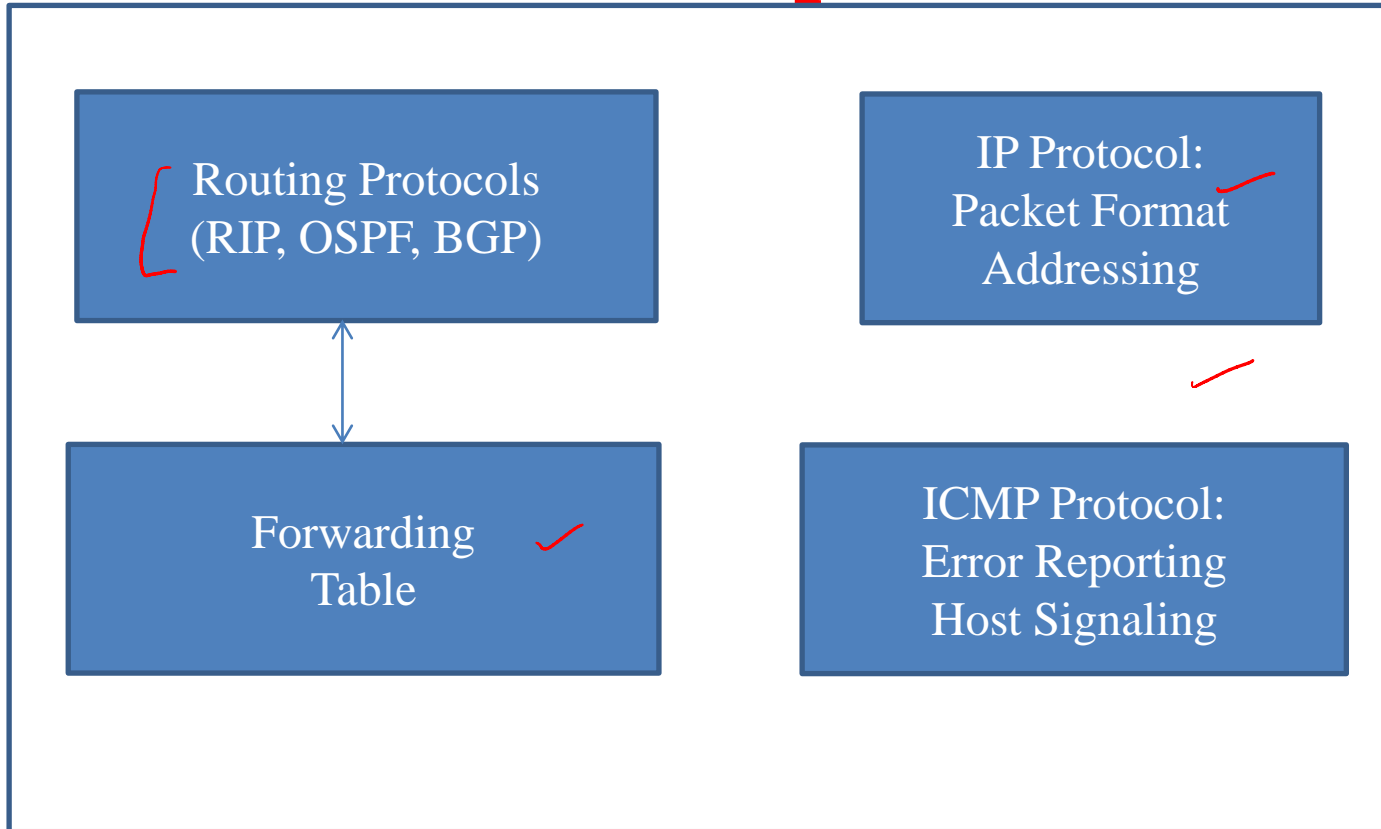 Routing Protocols
(RIP, OSPF, BGP)
IP Protocol:
Packet Format
Addressing
Forwarding
Table
ICMP Protocol:
Error Reporting
Host Signaling